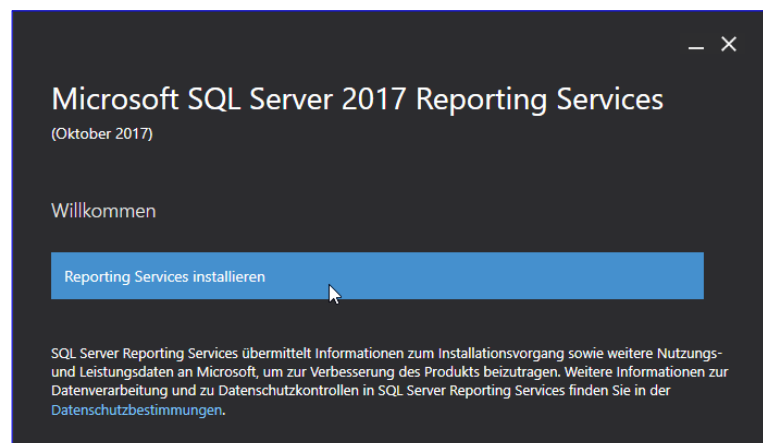 Microsoft SQL Server 2017 Reporting Services
(Oktober 2017)
Willkommen
Reporting Services installieren
SQL Server Reporting Services übermittelt Informationen zum Installationsvorgang sowie weitere Nutzungs-
und Leistungsdaten an Microsoft, um zur Verbesserung des Produkts beizutragen. Weitere Informationen zur
Datenverarbeitung und zu Datenschutzkontrollen in SQL Server Reporting Services finden Sie in der
Datenschutzbestimmungen.